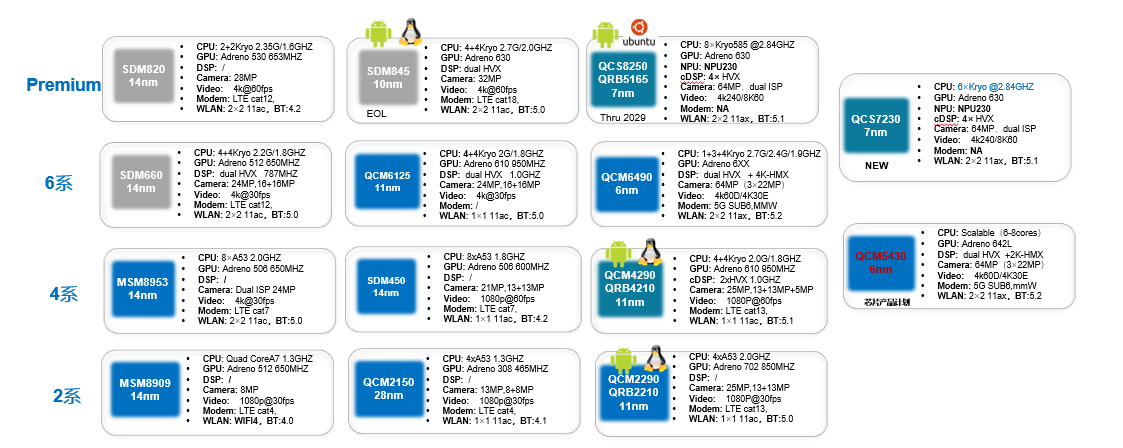 Premium
SDM820
14nm
• CPU: 2+2Kryo 2.35G/1.6GHZ
• GPU: Adreno 530 653MHZ
• DSP: /
• Camera: 28MP
• Video: 4k@60fps
• Modem: LTE cat12,
• WLAN: 2×2 11ac, BT:4.2
SDM845
10nm
EOL
• CPU: 4+4Kryo 2.7G/2.0GHZ
• GPU: Adreno 630
• DSP: dual HVX
• Camera: 32MP
• Video: 4k@60fps
• Modem: LTE cat18,
• WLAN: 2×2 11ac, BT:5.0
ubuntu
QCS8250
QRB5165
7nm
Thru 2029
• CPU: 8×Kryo585 @2.84GHZ
• GPU: Adreno 630
• NPU: NPU230
• cDSP: 4× HVX
• Camera: 64MP, dual ISP
• Video: 4k240/8K60
• Modem: NA
• WLAN: 2×2 11ax, BT:5.1
QCS7230
7nm
NEW
• CPU: 6×Kryo @2.84GHZ
• GPU: Adreno 630
• NPU: NPU230
• cDSP: 4× HVX
• Camera: 64MP, dual ISP
• Video: 4k240/8K60
• Modem: NA
• WLAN: 2×2 11ax, BT:5.1
6系
SDM660
14nm
• CPU: 4+4Kryo 2.2G/1.8GHZ
• GPU: Adreno 512 650MHZ
• DSP: dual HVX 787MHZ
• Camera: 24MP,16+16MP
• Video: 4k@30fps
• Modem: LTE cat12,
• WLAN: 2×2 11ac, BT:5.0
QCM6125
11nm
• CPU: 4+4Kryo 2G/1.8GHZ
• GPU: Adreno 610 950MHZ
• DSP: dual HVX 1.0GHZ
• Camera: 24MP,16+16MP
• Video: 4k@30fps
• Modem: /
• WLAN: 1×1 11ac, BT:5.0
QCM6490
6nm
• CPU: 1+3+4Kryo 2.7G/2.4G/1.9GHZ
• GPU: Adreno 6XX
• DSP: dual HVX + 4K-HMX
• Camera: 64MP（3×22MP）
• Video: 4k60D/4K30E
• Modem: 5G SUB6,MMW
• WLAN: 2×2 11ax, BT:5.2
QCM5430
6nm
芯片产品计划
• CPU: Scalable（6-8cores）
• GPU: Adreno 642L
• DSP: dual HVX +2K-HMX
• Camera: 64MP（3×22MP）
• Video: 4k60D/4K30E
• Modem: 5G SUB6,mmW
• WLAN: 2×2 11ax, BT:5.2
4系
MSM8953
14nm
• CPU: 8×A53 2.0GHZ
• GPU: Adreno 506 650MHZ
• DSP: /
• Camera: Dual ISP 24MP
• Video: 4k@30fps
• Modem: LTE cat7
• WLAN: 2×2 11ac, BT:5.0
SDM450
14nm
• CPU: 8xA53 1.8GHZ
• GPU: Adreno 506 600MHZ
• DSP: /
• Camera: 21MP,13+13MP
• Video: 1080p@60fps
• Modem: LTE cat7,
• WLAN: 1×1 11ac, BT:4.2
QCM4290
QRB4210
11nm
• CPU: 4+4Kryo 2.0G/1.8GHZ
• GPU: Adreno 610 950MHZ
• cDSP: 2xHVX 1.0GHZ
• Camera: 25MP,13+13MP+5MP
• Video: 1080P@60fps
• Modem: LTE cat13,
• WLAN: 1×1 11ac, BT:5.1
2系
MSM8909
14nm
• CPU: Quad CoreA7 1.3GHZ
• GPU: Adreno 512 650MHZ
• DSP: /
• Camera: 8MP
• Video: 1080p@30fps
• Modem: LTE cat4,
• WLAN: WIFI4, BT:4.0
QCM2150
28nm
• CPU: 4xA53 1.3GHZ
• GPU: Adreno 308 465MHZ
• DSP: /
• Camera: 13MP,8+8MP
• Video: 1080p@30fps
• Modem: LTE cat4,
• WLAN: 1×1 11ac, BT:4.1
QCM2290
QRB2210
11nm
• CPU: 4xA53 2.0GHZ
• GPU: Adreno 702 850MHZ
• DSP: /
• Camera: 25MP,13+13MP
• Video: 1080P@30fps
• Modem: LTE cat13,
• WLAN: 1×1 11ac, BT:5.0